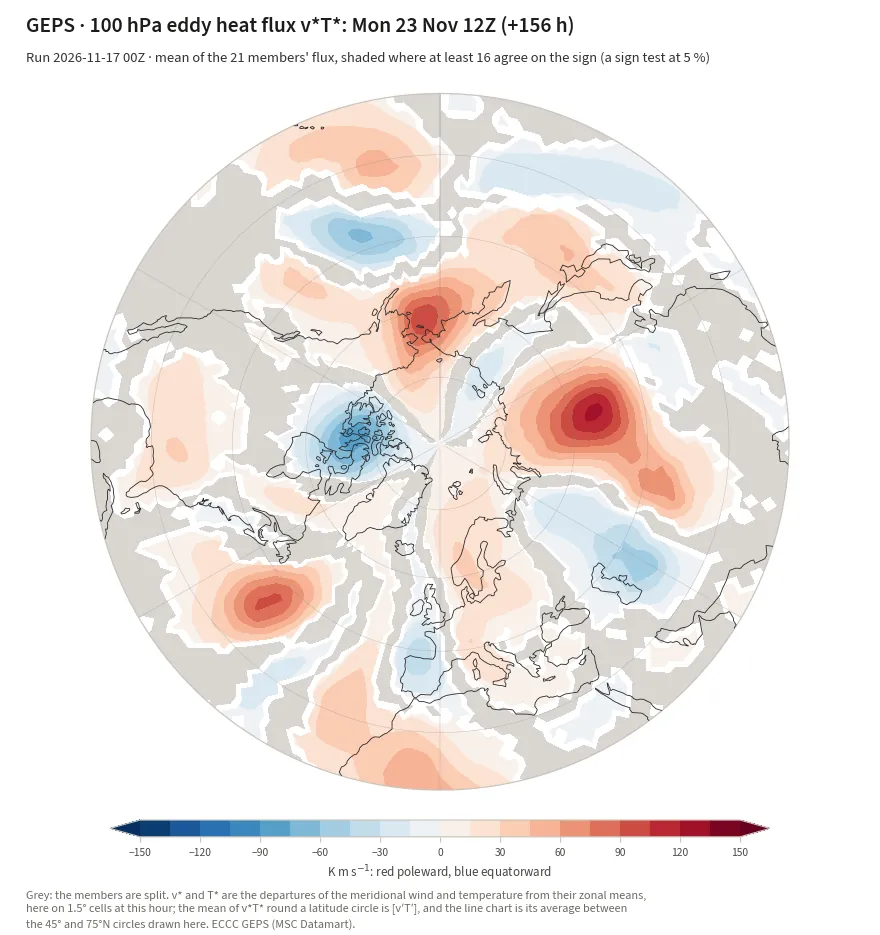 GEPS · 100 hPa eddy heat flux v*T*: Mon 23 Nov 12Z (+156 h)
Run 2026-11-17 00Z · mean of the 21 members' flux, shaded where at least 16 agree on the sign (a sign test at 5 %)
−150 −120 −90 −60 −30 0 30 60 90 120 150
K m s⁻¹: red poleward, blue equatorward
Grey: the members are split. v* and T* are the departures of the meridional wind and temperature from their zonal means,
here on 1.5° cells at this hour; the mean of v*T* round a latitude circle is [v'T'], and the line chart is its average between
the 45° and 75°N circles drawn here. ECCC GEPS (MSC Datamart).